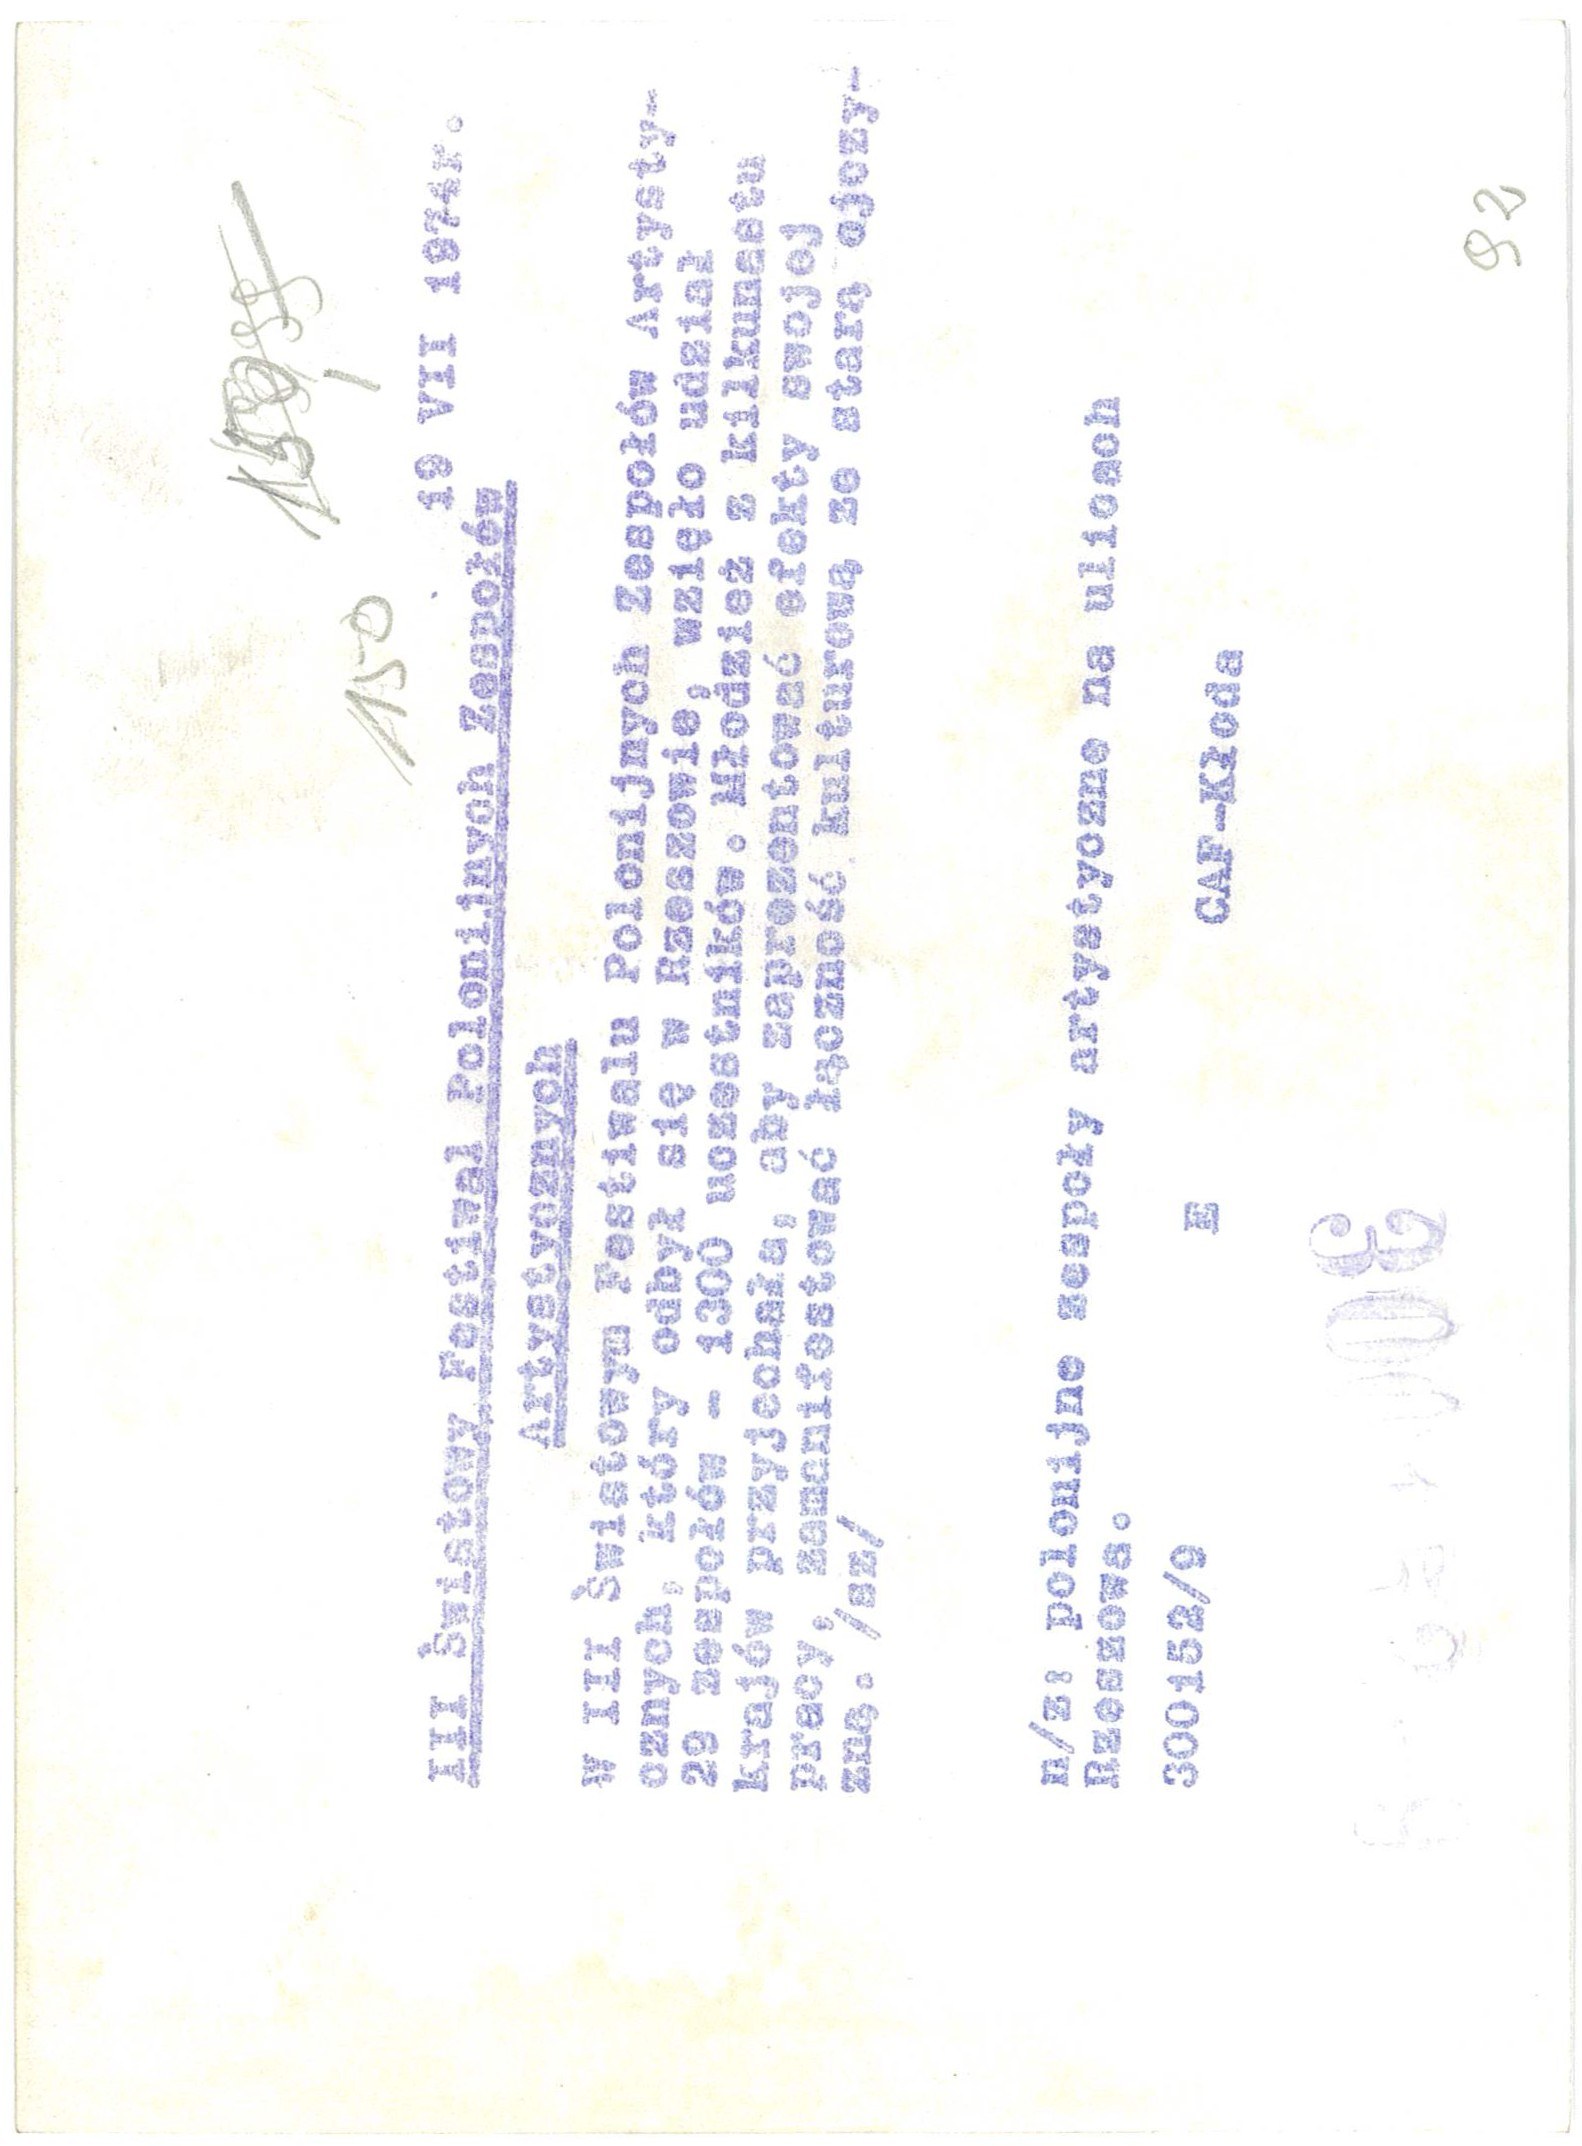 19 VII 1974r.
III Światowy Festiwal Polonijnych Zespołów
Artystycznych
W III Światowym Festiwalu Polonijnych Zespołów Artysty-
cznych, który odbył się w Rzeszowie, wzięło udział
29 zespołów - 1300 uczestników. Młodzież z kilkunastu
krajów przyjechała, aby zaprezentować efekty swojej
pracy, zamanifestować łączność kulturową ze starą ojczy-
zną. /sz/
n/z: polonijne zespoły artystyczne na ulicach
Rzeszowa.
300152/9 E CAF-Kłoda
150
92